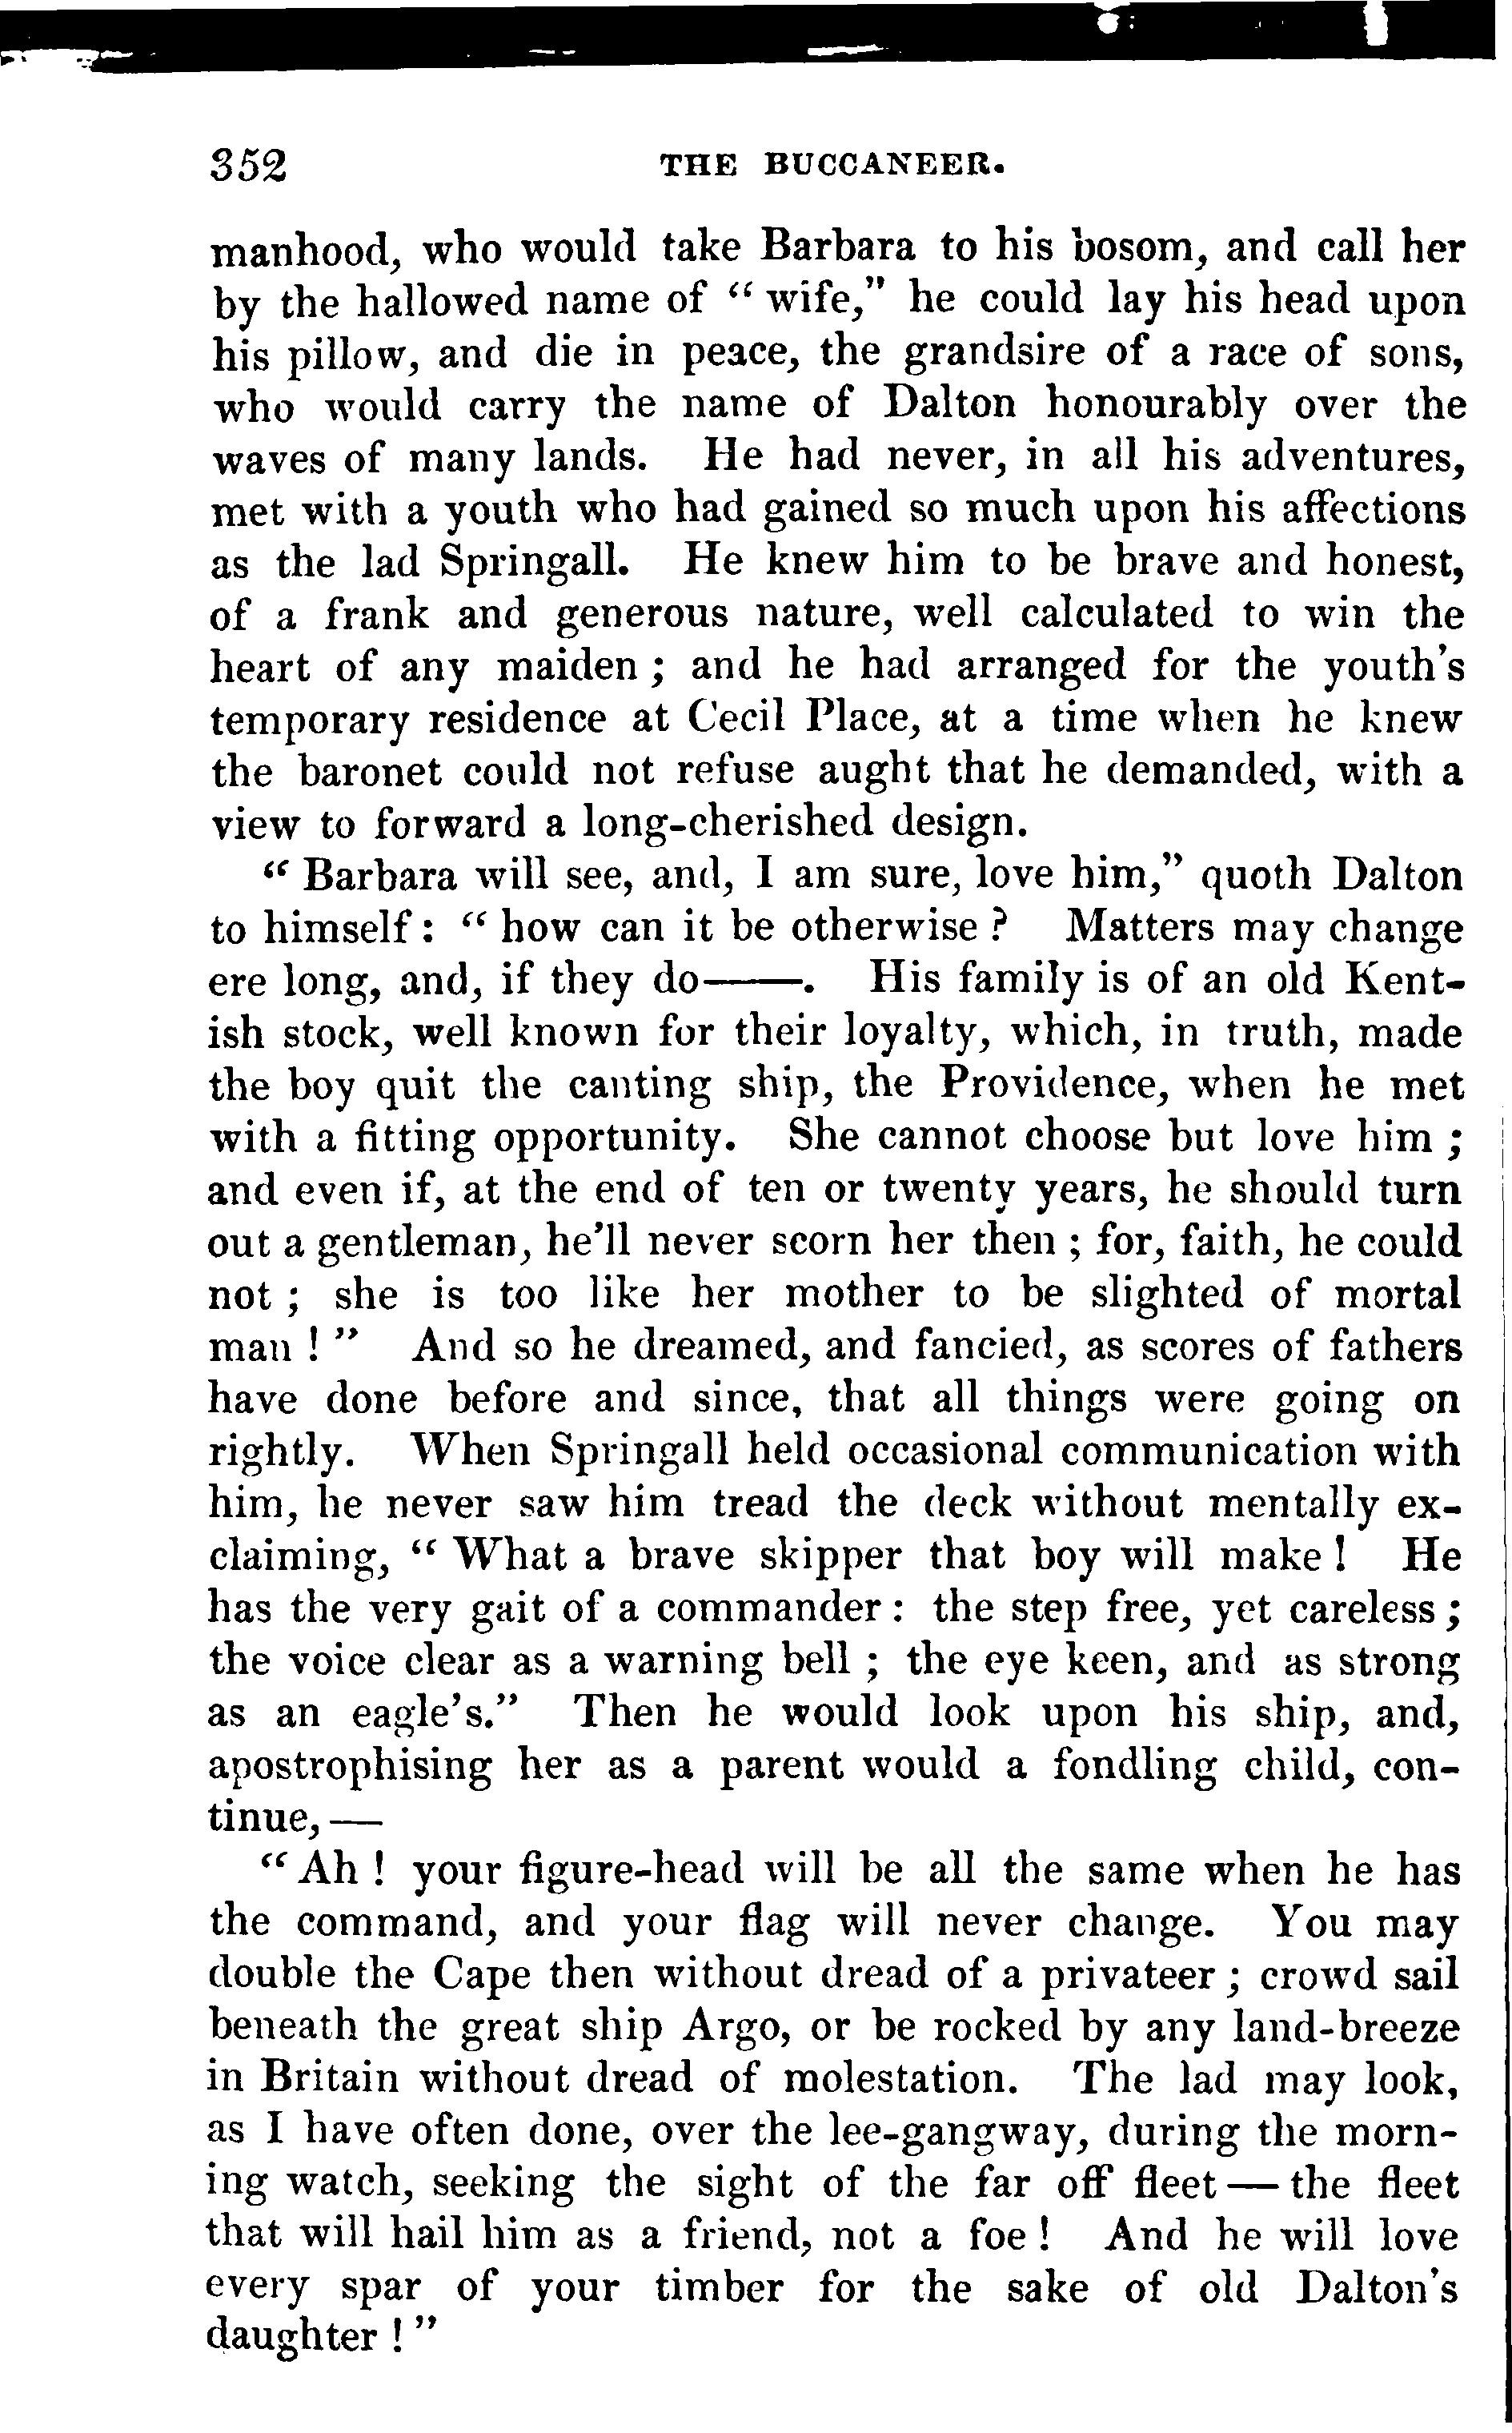 352 THE BUCCANEER.
manhood, who would take Barbara to his bosom, and call her
by the hallowed name of “ wife,” he could lay his head upon
his pillow, and die in peace, the grandsire of a race of sons,
who would carry the name of Dalton honourably over the
waves of many lands. He had never, in all his adventures,
met with a youth who had gained so much upon his affections
as the lad Springall. He knew him to be brave and honest,
of a frank and generous nature, well calculated to win the
heart of any maiden ; and he had arranged for the youth's
temporary residence at Cecil Place, at a time when he knew
the baronet could not refuse aught that he demanded, with a
view to forward a long-cherished design.
“ Barbara will see, and, I am sure, love him,” quoth Dalton
to himself : “ how can it be otherwise ? Matters may change
ere long, and, if they do——. His family is of an old Kent-
ish stock, well known for their loyalty, which, in truth, made
the boy quit the canting ship, the Providence, when he met
with a fitting opportunity. She cannot choose but love him ;
and even if, at the end of ten or twenty years, he should turn
out a gentleman, he'll never scorn her then ; for, faith, he could
not ; she is too like her mother to be slighted of mortal
man ! ” And so he dreamed, and fancied, as scores of fathers
have done before and since, that all things were going on
rightly. When Springall held occasional communication with
him, he never saw him tread the deck without mentally ex-
claiming, “ What a brave skipper that boy will make ! He
has the very gait of a commander : the step free, yet careless ;
the voice clear as a warning bell ; the eye keen, and as strong
as an eagle's.” Then he would look upon his ship, and,
apostrophising her as a parent would a fondling child, con-
tinue, —
“ Ah ! your figure-head will be all the same when he has
the command, and your flag will never change. You may
double the Cape then without dread of a privateer ; crowd sail
beneath the great ship Argo, or be rocked by any land-breeze
in Britain without dread of molestation. The lad may look,
as I have often done, over the lee-gangway, during the morn-
ing watch, seeking the sight of the far off fleet — the fleet
that will hail him as a friend, not a foe ! And he will love
every spar of your timber for the sake of old Dalton's
daughter ! ”